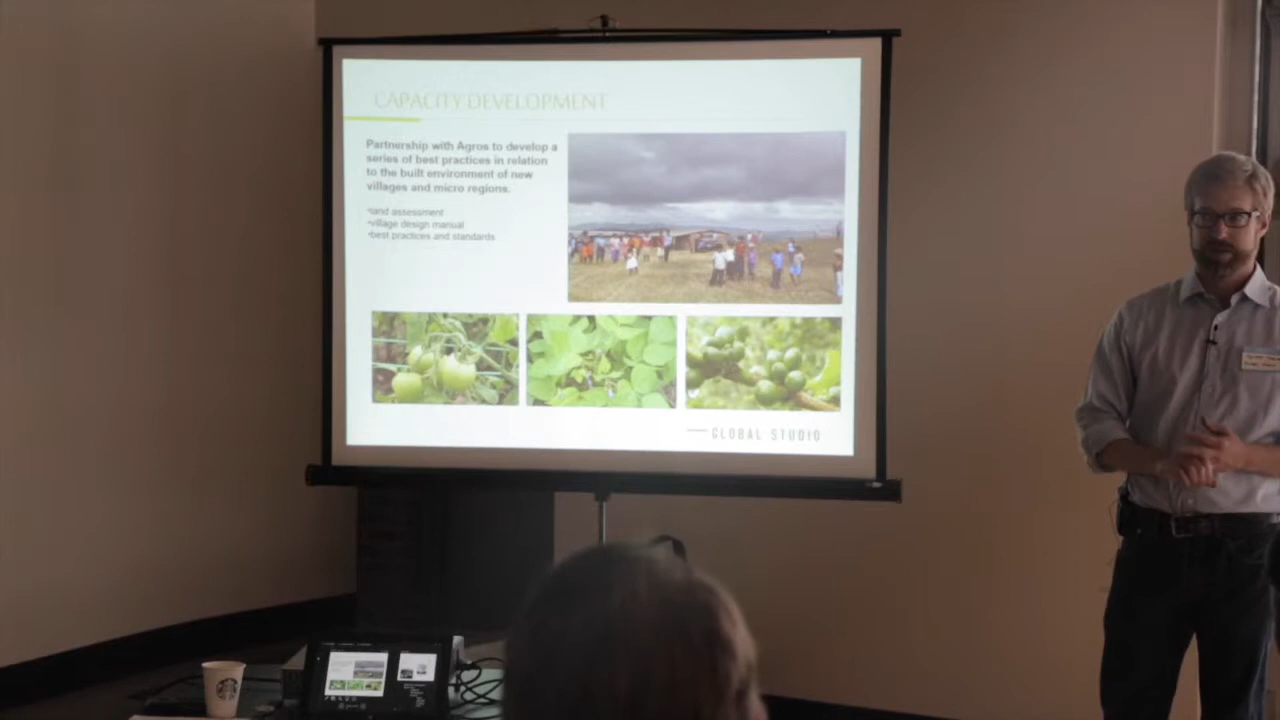 CAPACITY DEVELOPMENT
Partnership with Agros to develop a
series of best practices in relation
to the built environment of new
villages and micro regions.
•land assessment
•village design manual
•best practices and standards
GLOBAL STUDIO